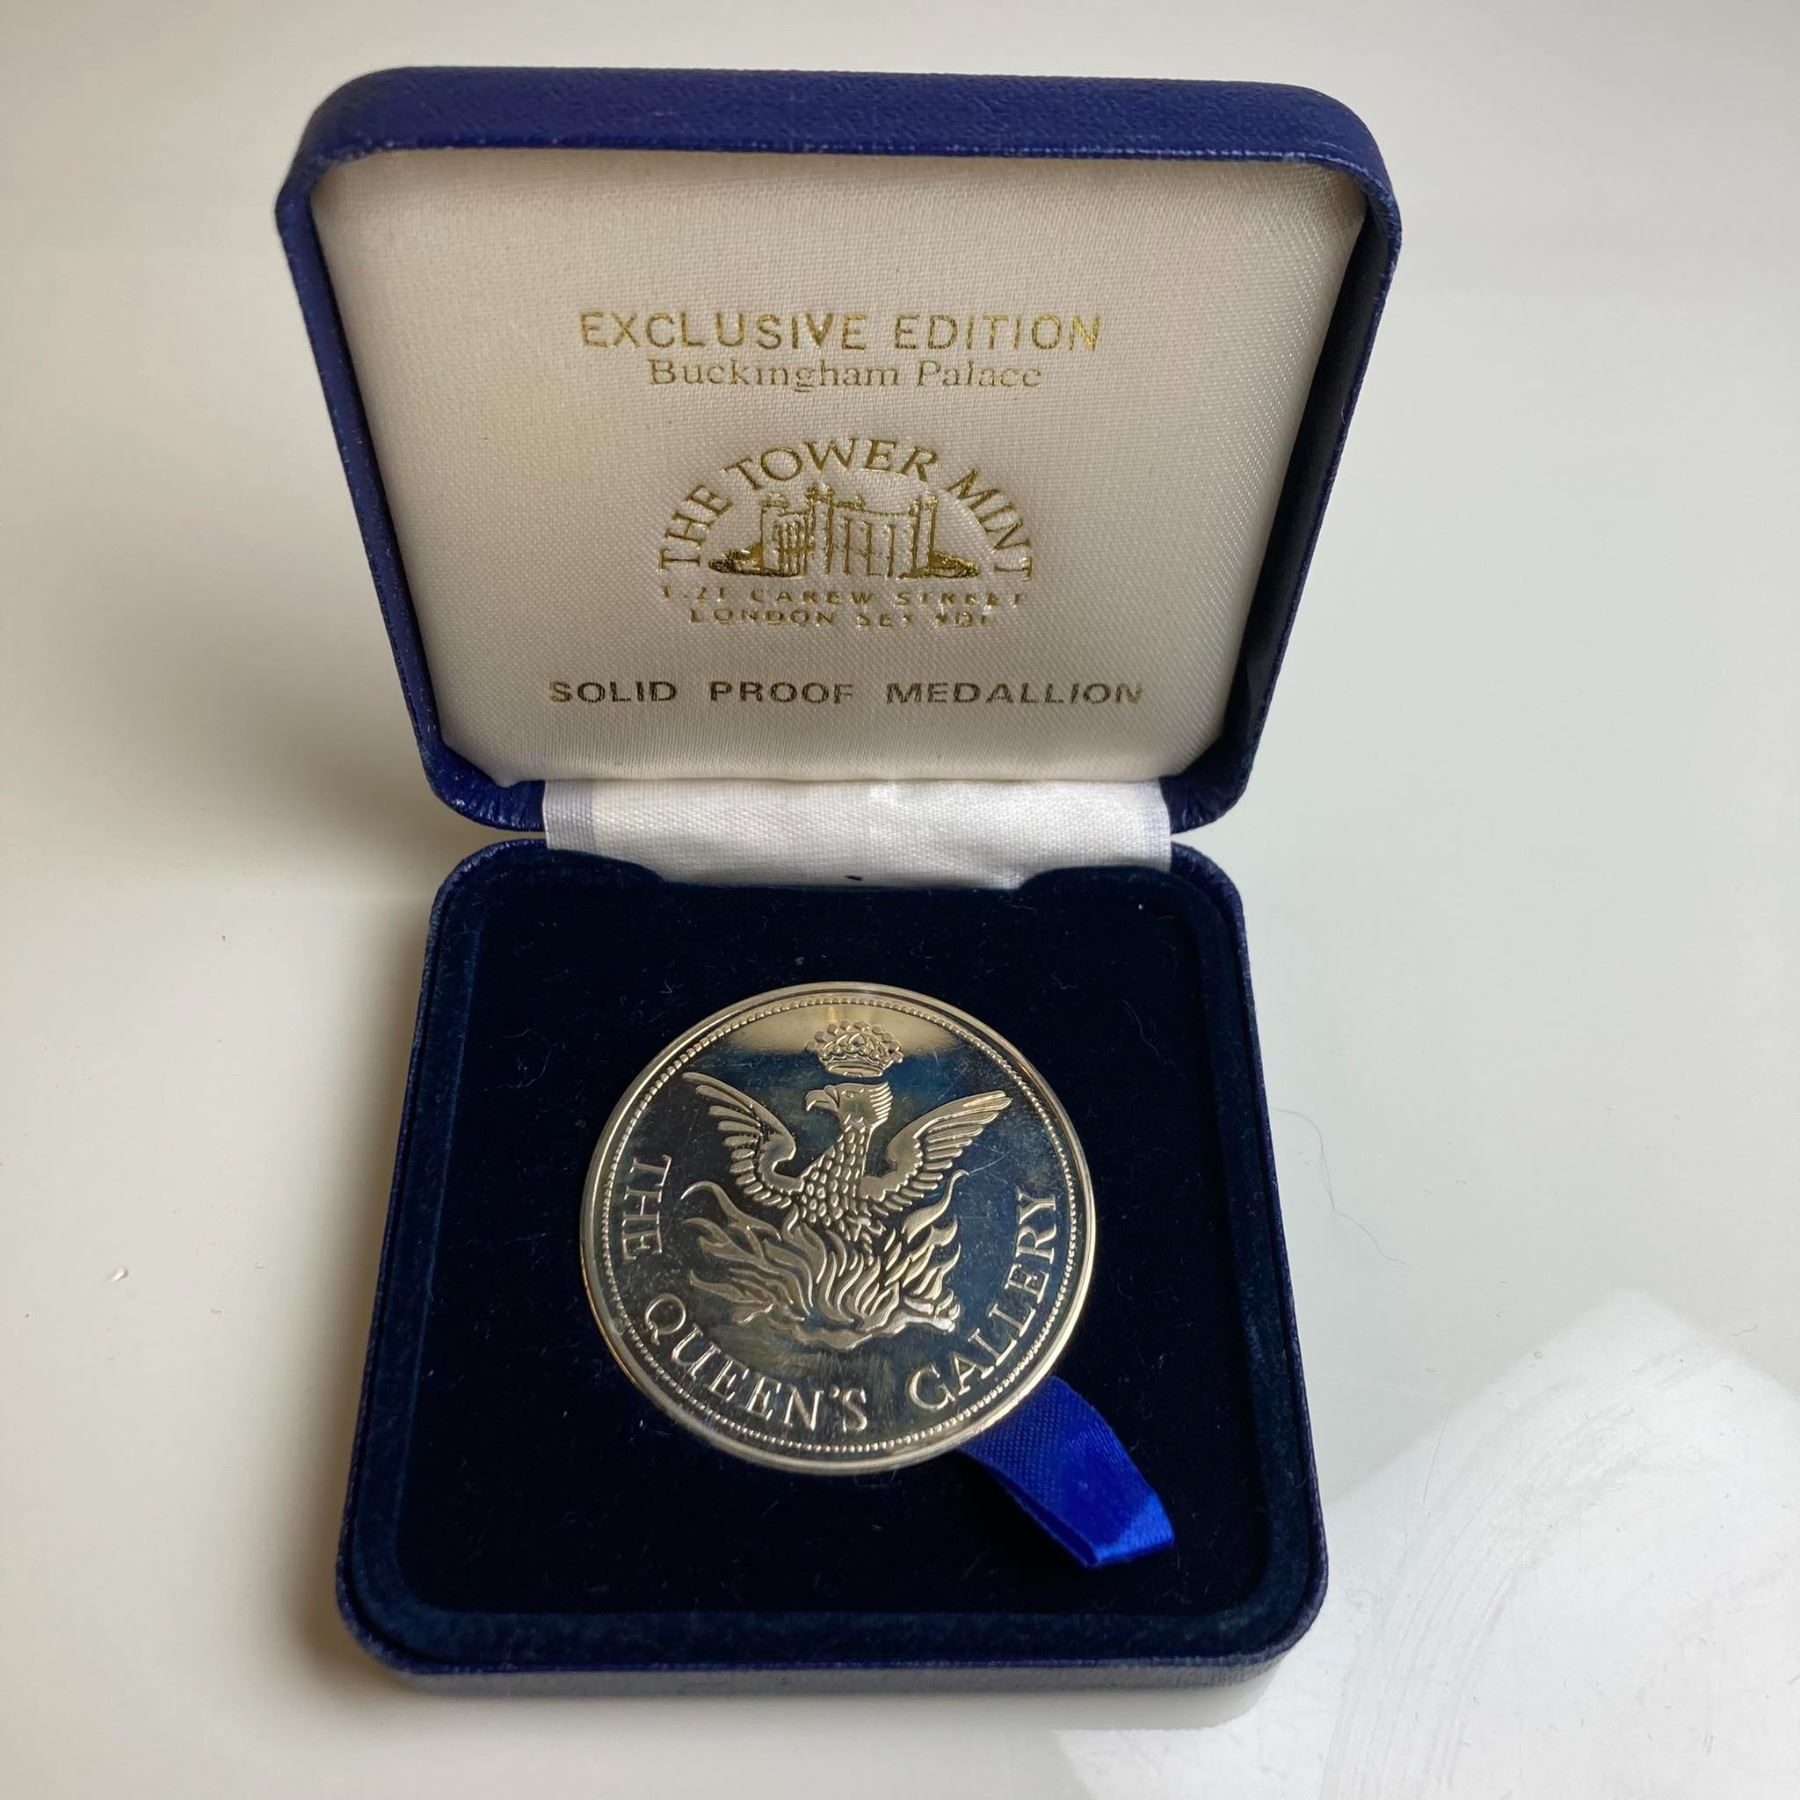 EXCLUSIVE EDITION
Buckingham Palace
THE TOWER MINT
CAREW STREET
LONDON
SOLID PROOF MEDALLION
THE QUEEN'S GALLERY